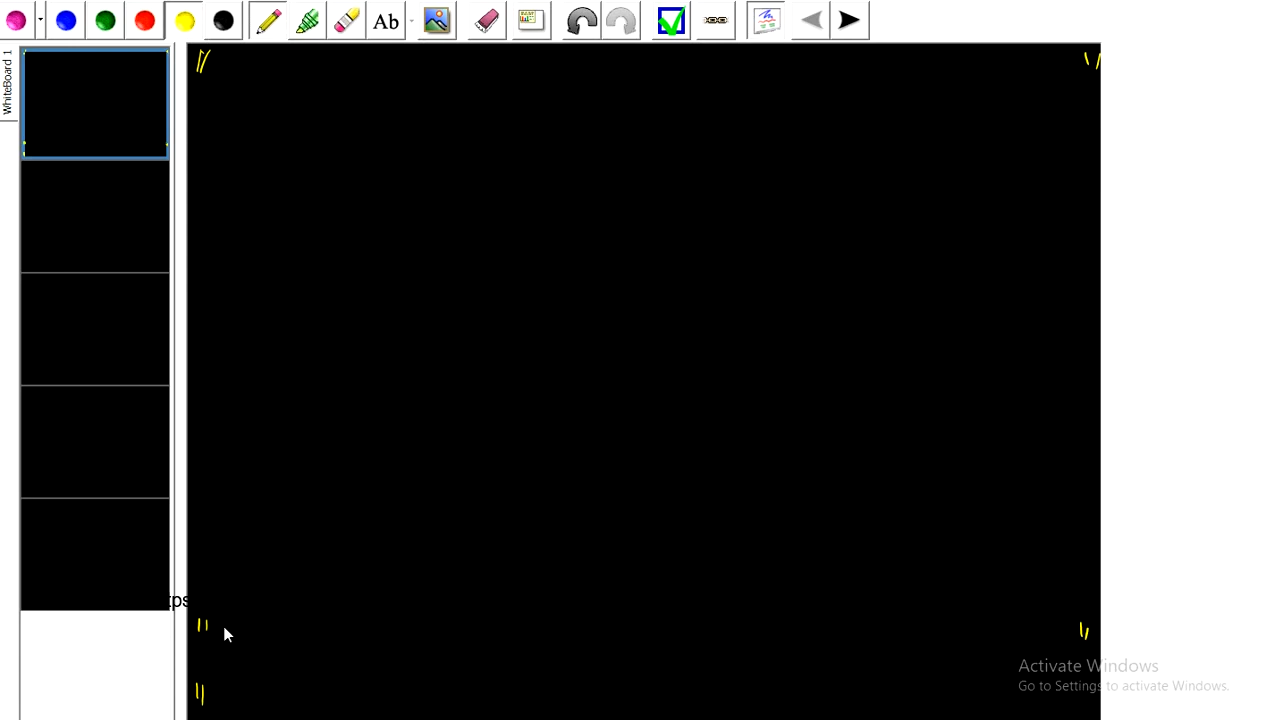 Ab
WhiteBoard 1
Activate Windows
Go to Settings to activate Windows.